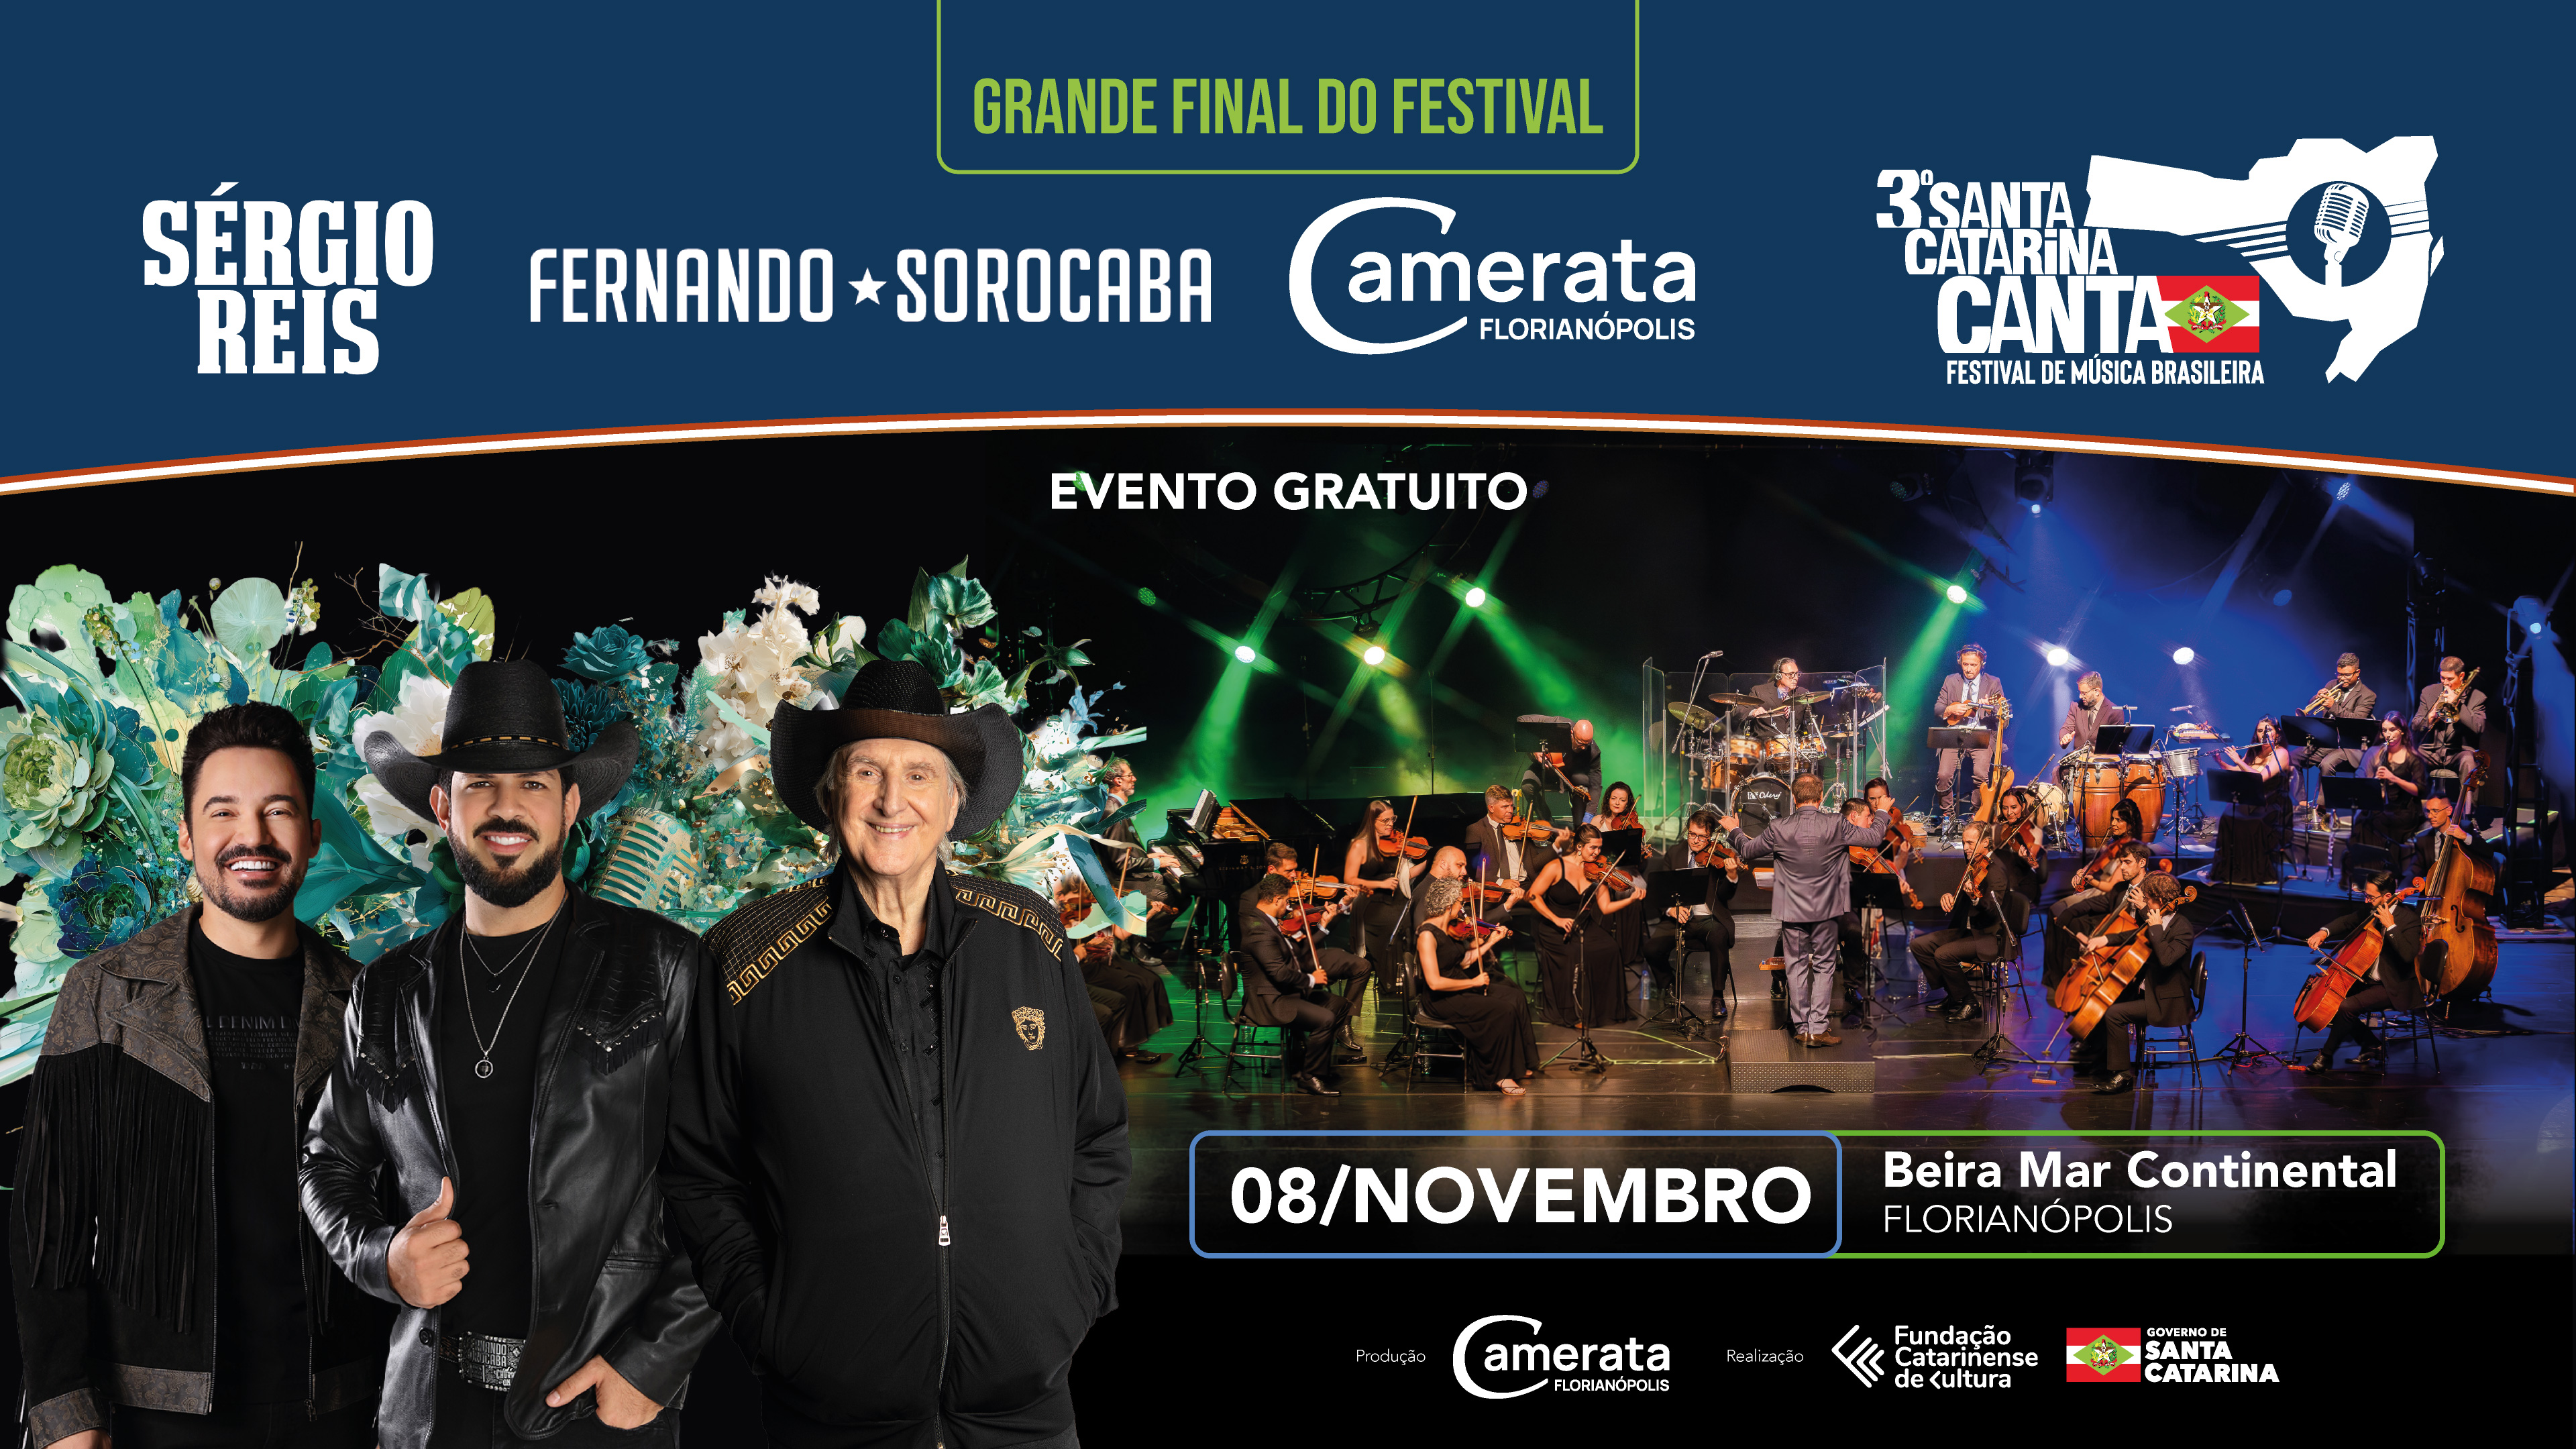 GRANDE FINAL DO FESTIVAL
SÉRGIO
REIS
FERNANDO★SOROCABA
Camerata
FLORIANÓPOLIS
3º SANTA
CATARiNA
CANTA
FESTIVAL DE MÚSICA BRASILEIRA
EVENTO GRATUITO
08/NOVEMBRO
Beira Mar Continental
FLORIANÓPOLIS
Produção
Camerata
FLORIANÓPOLIS
Realização
Fundação
Catarinense
de Cultura
GOVERNO DE
SANTA
CATARINA